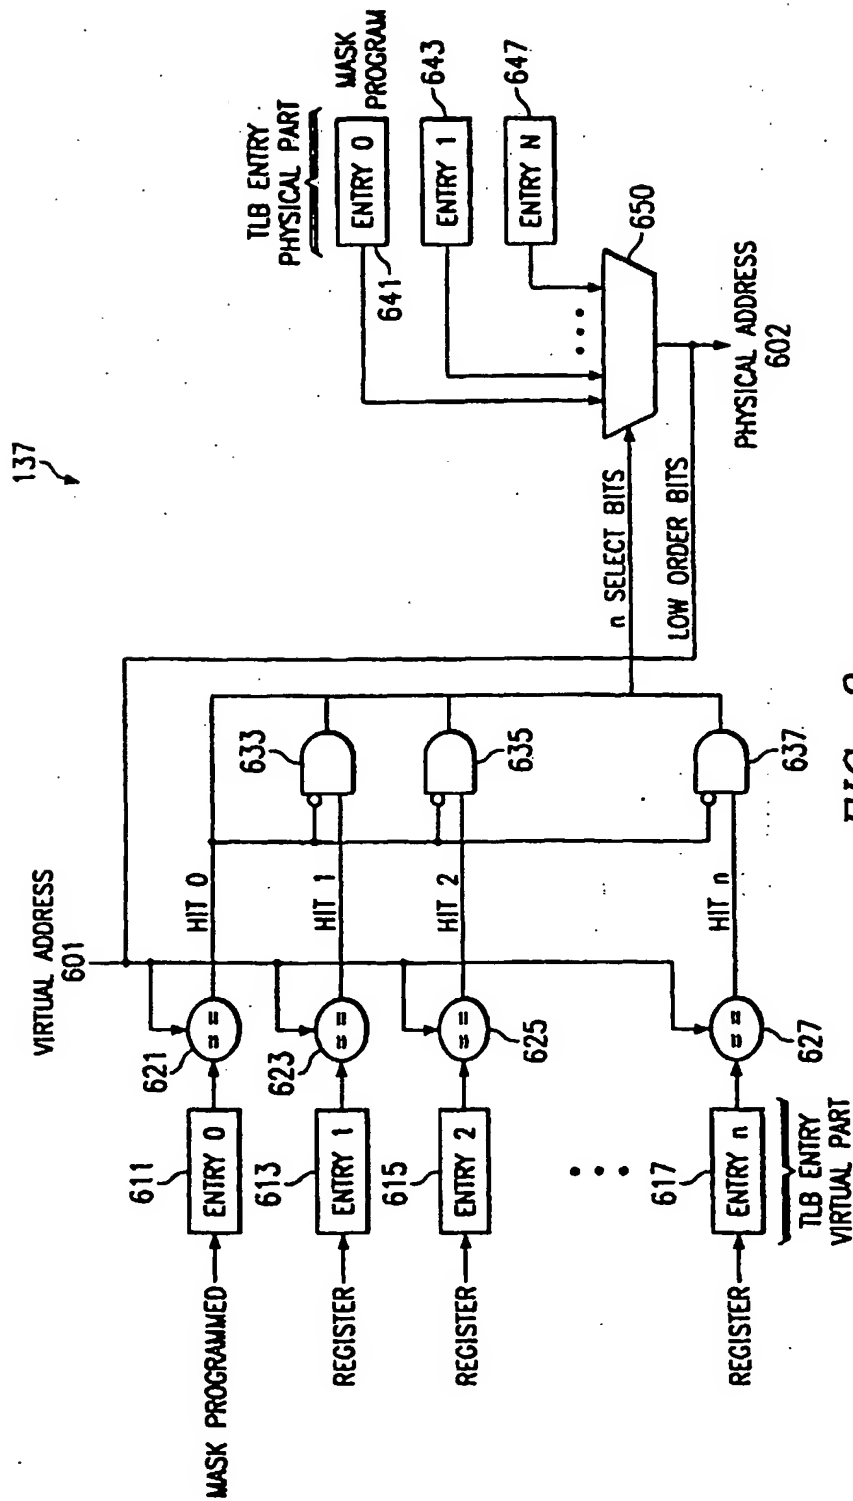 137
VIRTUAL ADDRESS
601
MASK PROGRAMMED
611
ENTRY 0
621
==
HIT 0
REGISTER
613
ENTRY 1
623
==
HIT 1
633
REGISTER
615
ENTRY 2
625
==
HIT 2
635
REGISTER
617
ENTRY n
627
==
HIT n
637
TLB ENTRY
VIRTUAL PART
n SELECT BITS
LOW ORDER BITS
TLB ENTRY
PHYSICAL PART
641
ENTRY 0
MASK
PROGRAM
ENTRY 1
643
ENTRY N
647
650
PHYSICAL ADDRESS
602